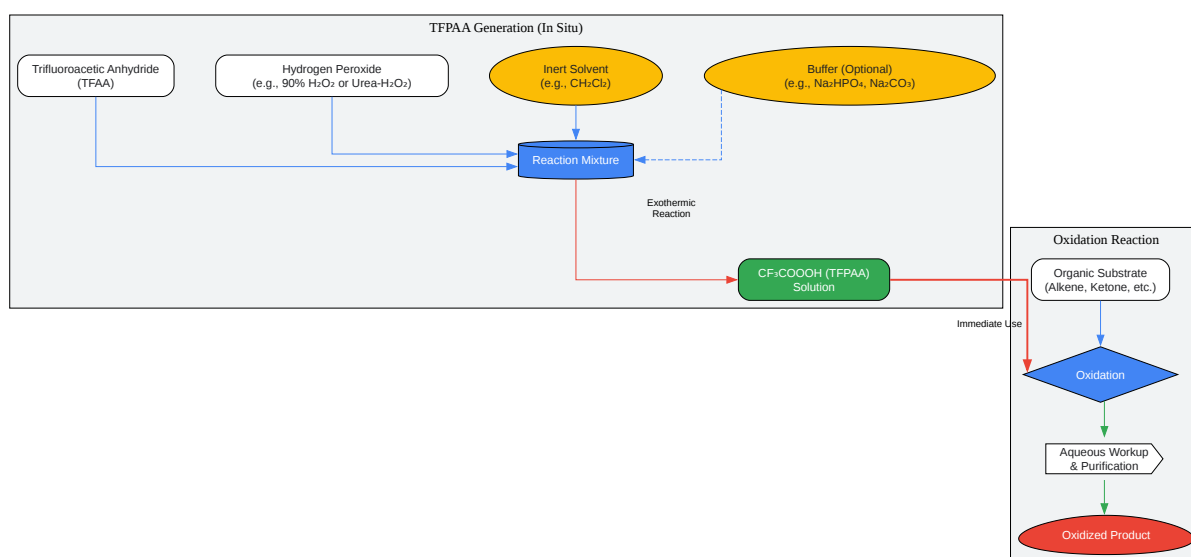 TFPAA Generation (In Situ)
Trifluoroacetic Anhydride
(TFAA)
Hydrogen Peroxide
(e.g., 90% H₂O₂ or Urea-H₂O₂)
Inert Solvent
(e.g., CH₂Cl₂)
Buffer (Optional)
(e.g., Na₂HPO₄, Na₂CO₃)
Reaction Mixture
Exothermic
Reaction
CF₃COOOH (TFPAA)
Solution
Immediate Use
Oxidation Reaction
Organic Substrate
(Alkene, Ketone, etc.)
Oxidation
Aqueous Workup
& Purification
Oxidized Product